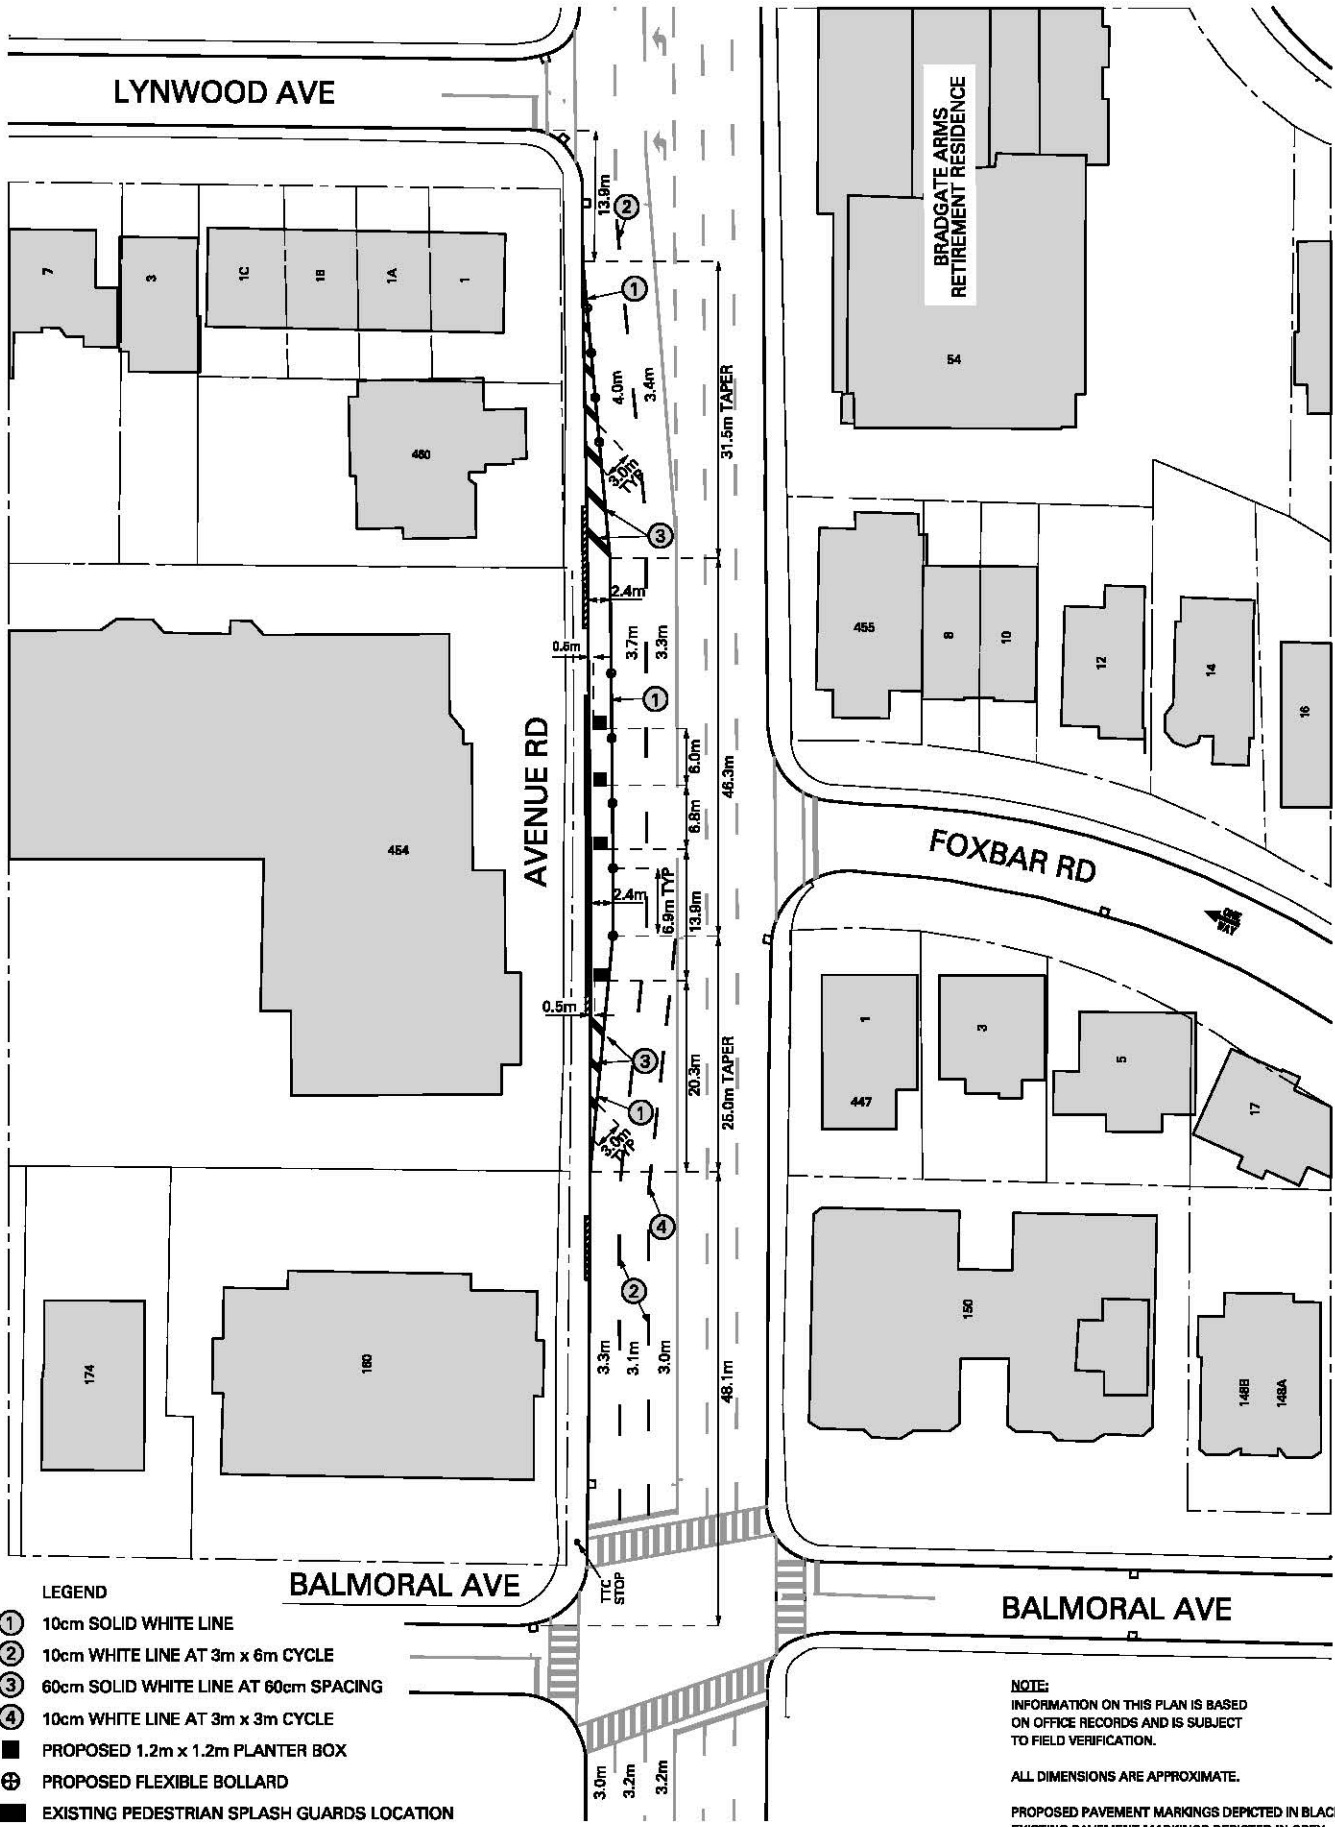 LYNWOOD AVE
BRADGATE ARMS
RETIREMENT RESIDENCE
13.9m
2
7
3
1C
1B
1A
1
1
54
4.0m
3.4m
31.5m TAPER
460
3.0m
TYP
3
2.4m
455
8
10
12
14
16
0.5m
3.7m
3.3m
1
AVENUE RD
6.0m
46.3m
6.8m
454
FOXBAR RD
2.4m
6.9m TYP
13.9m
ONE
WAY
0.5m
1
3
5
17
447
3
20.3m
25.0m TAPER
1
3.0m
TYP
4
2
174
160
3.3m
3.1m
3.0m
48.1m
150
148B
148A
TTC
STOP
BALMORAL AVE
BALMORAL AVE
LEGEND
1 10cm SOLID WHITE LINE
2 10cm WHITE LINE AT 3m x 6m CYCLE
3 60cm SOLID WHITE LINE AT 60cm SPACING
4 10cm WHITE LINE AT 3m x 3m CYCLE
PROPOSED 1.2m x 1.2m PLANTER BOX
PROPOSED FLEXIBLE BOLLARD
EXISTING PEDESTRIAN SPLASH GUARDS LOCATION
3.0m
3.2m
3.2m
NOTE:
INFORMATION ON THIS PLAN IS BASED
ON OFFICE RECORDS AND IS SUBJECT
TO FIELD VERIFICATION.
ALL DIMENSIONS ARE APPROXIMATE.
PROPOSED PAVEMENT MARKINGS DEPICTED IN BLAC